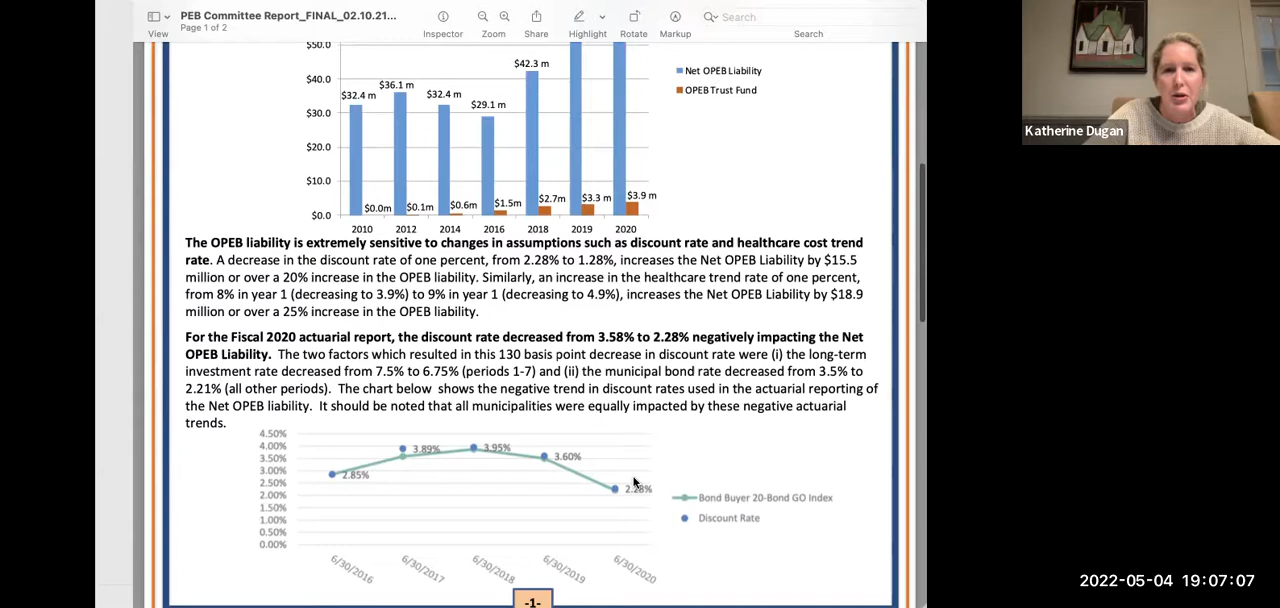 PEB Committee Report_FINAL_02.10.21...
Page 1 of 2
View
Inspector
Zoom
Share
Highlight
Rotate
Markup
Search
Search
$50.0
$42.3 m
Net OPEB Liability
$40.0
$36.1 m
OPEB Trust Fund
$32.4 m
$32.4 m
$29.1 m
$30.0
$20.0
$10.0
$0.0m
$0.1m
$0.6m
$1.5m
$2.7m
$3.3 m
$3.9 m
$0.0
2010 2012 2014 2016 2018 2019 2020
The OPEB liability is extremely sensitive to changes in assumptions such as discount rate and healthcare cost trend
rate. A decrease in the discount rate of one percent, from 2.28% to 1.28%, increases the Net OPEB Liability by $15.5
million or over a 20% increase in the OPEB liability. Similarly, an increase in the healthcare trend rate of one percent,
from 8% in year 1 (decreasing to 3.9%) to 9% in year 1 (decreasing to 4.9%), increases the Net OPEB Liability by $18.9
million or over a 25% increase in the OPEB liability.
For the Fiscal 2020 actuarial report, the discount rate decreased from 3.58% to 2.28% negatively impacting the Net
OPEB Liability. The two factors which resulted in this 130 basis point decrease in discount rate were (i) the long-term
investment rate decreased from 7.5% to 6.75% (periods 1-7) and (ii) the municipal bond rate decreased from 3.5% to
2.21% (all other periods). The chart below shows the negative trend in discount rates used in the actuarial reporting of
the Net OPEB liability. It should be noted that all municipalities were equally impacted by these negative actuarial
trends.
4.50%
4.00%
3.50%
3.00%
2.50%
2.00%
1.50%
1.00%
0.50%
0.00%
2.85%
3.89%
3.95%
3.60%
2.28%
Bond Buyer 20-Bond GO Index
Discount Rate
6/30/2016
6/30/2017
6/30/2018
6/30/2019
6/30/2020
-1-
Katherine Dugan
2022-05-04 19:07:07